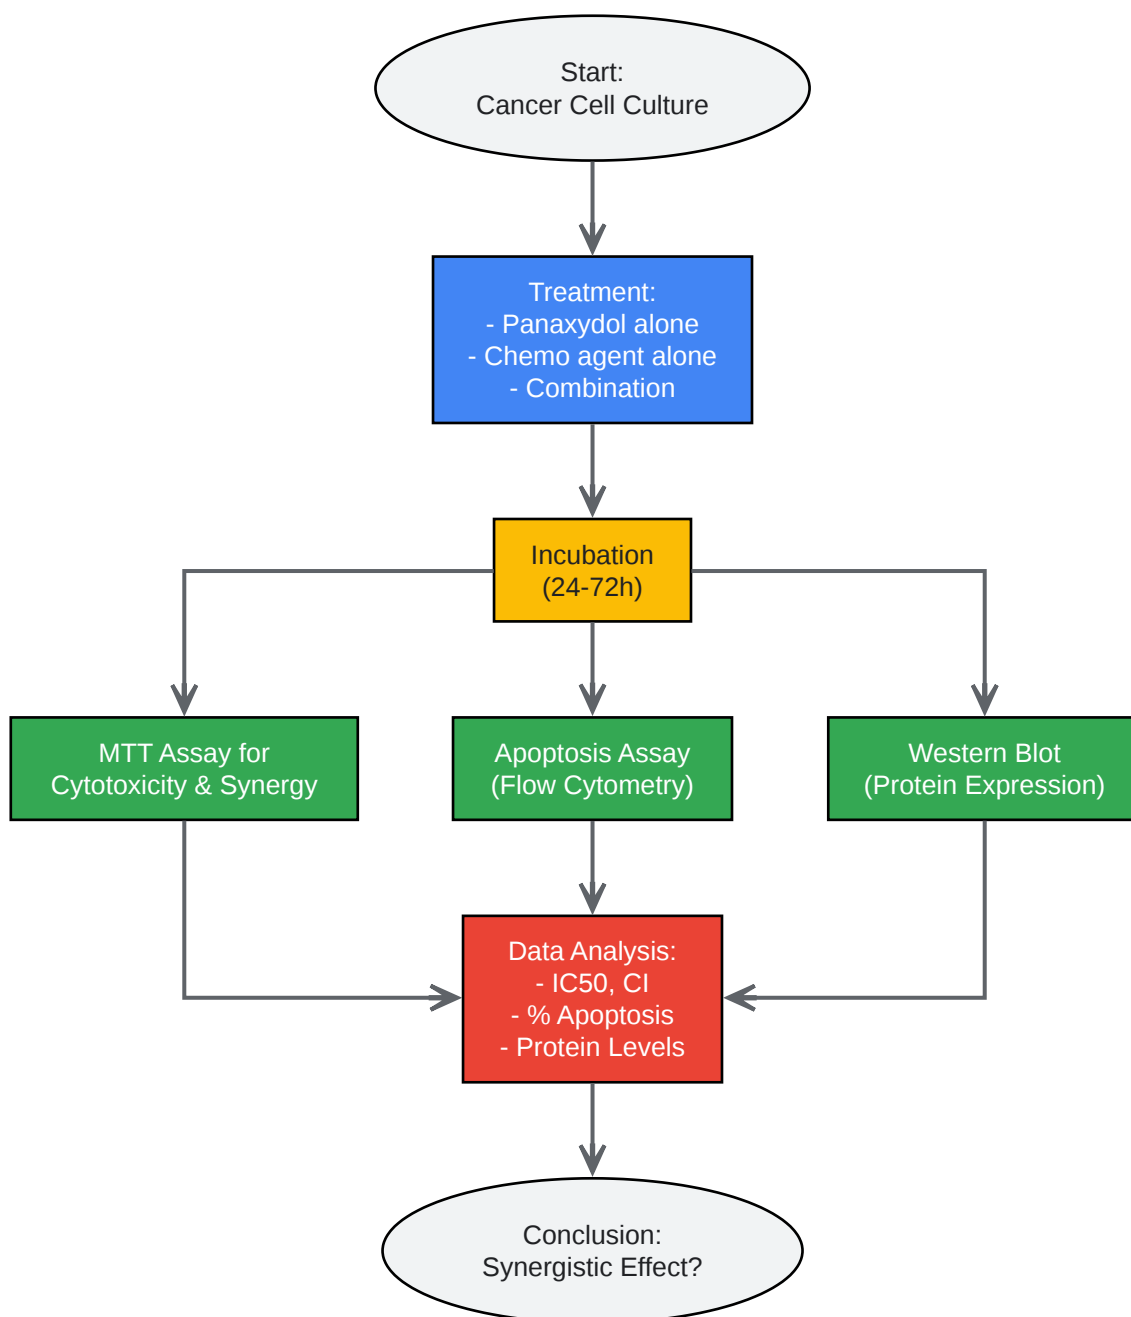 Start:
Cancer Cell Culture
Treatment:
- Panaxydol alone
- Chemo agent alone
- Combination
Incubation
(24-72h)
MTT Assay for
Cytotoxicity & Synergy
Apoptosis Assay
(Flow Cytometry)
Western Blot
(Protein Expression)
Data Analysis:
- IC50, CI
- % Apoptosis
- Protein Levels
Conclusion:
Synergistic Effect?